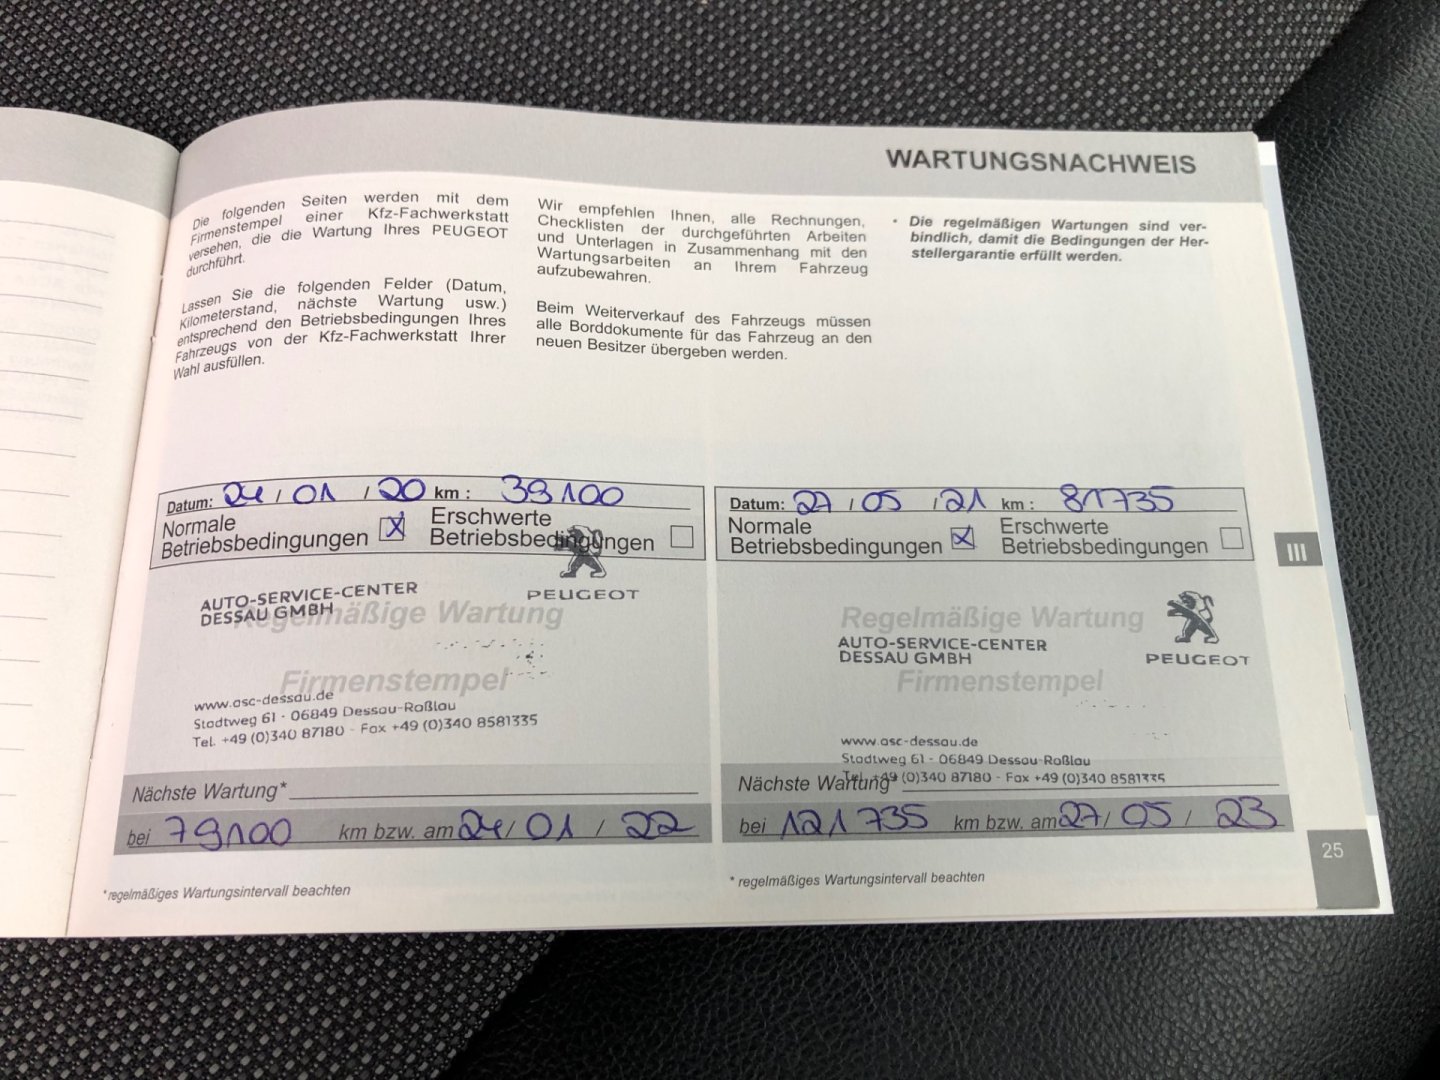 WARTUNGSNACHWEIS
Die folgenden Seiten werden mit dem
Firmenstempel einer Kfz-Fachwerkstatt
versehen, die die Wartung Ihres PEUGEOT
durchführt.
Lassen Sie die folgenden Felder (Datum,
Kilometerstand, nächste Wartung usw.)
entsprechend den Betriebsbedingungen Ihres
Fahrzeugs von der Kfz-Fachwerkstatt Ihrer
Wahl ausfüllen.
Wir empfehlen Ihnen, alle Rechnungen,
Checklisten der durchgeführten Arbeiten
und Unterlagen in Zusammenhang mit den
Wartungsarbeiten an Ihrem Fahrzeug
aufzubewahren.
Beim Weiterverkauf des Fahrzeugs müssen
alle Borddokumente für das Fahrzeug an den
neuen Besitzer übergeben werden.
• Die regelmäßigen Wartungen sind ver-
bindlich, damit die Bedingungen der Her-
stellergarantie erfüllt werden.
Datum: 24 / 01 / 20 km : 39100
Normale
Betriebsbedingungen X
Erschwerte
Betriebsbedingungen
PEUGEOT
AUTO-SERVICE-CENTER
DESSAU GMBH
Regelmäßige Wartung
Firmenstempel
www.asc-dessau.de
Stadtweg 61 · 06849 Dessau-Roßlau
Tel. +49 (0)340 87180 - Fax +49 (0)340 8581335
Nächste Wartung*
bei 79100 km bzw. am 24/ 01 / 22
* regelmäßiges Wartungsintervall beachten
Datum: 27 / 05 / 21 km : 81735
Normale
Betriebsbedingungen X
Erschwerte
Betriebsbedingungen
Regelmäßige Wartung
AUTO-SERVICE-CENTER
DESSAU GMBH
PEUGEOT
Firmenstempel
www.asc-dessau.de
Stadtweg 61 - 06849 Dessau-Roßlau
Tel. +49 (0)340 87180 - Fax +49 (0)340 8581335
Nächste Wartung*
bei 121735 km bzw. am 27/ 05 / 23
* regelmäßiges Wartungsintervall beachten
III
25